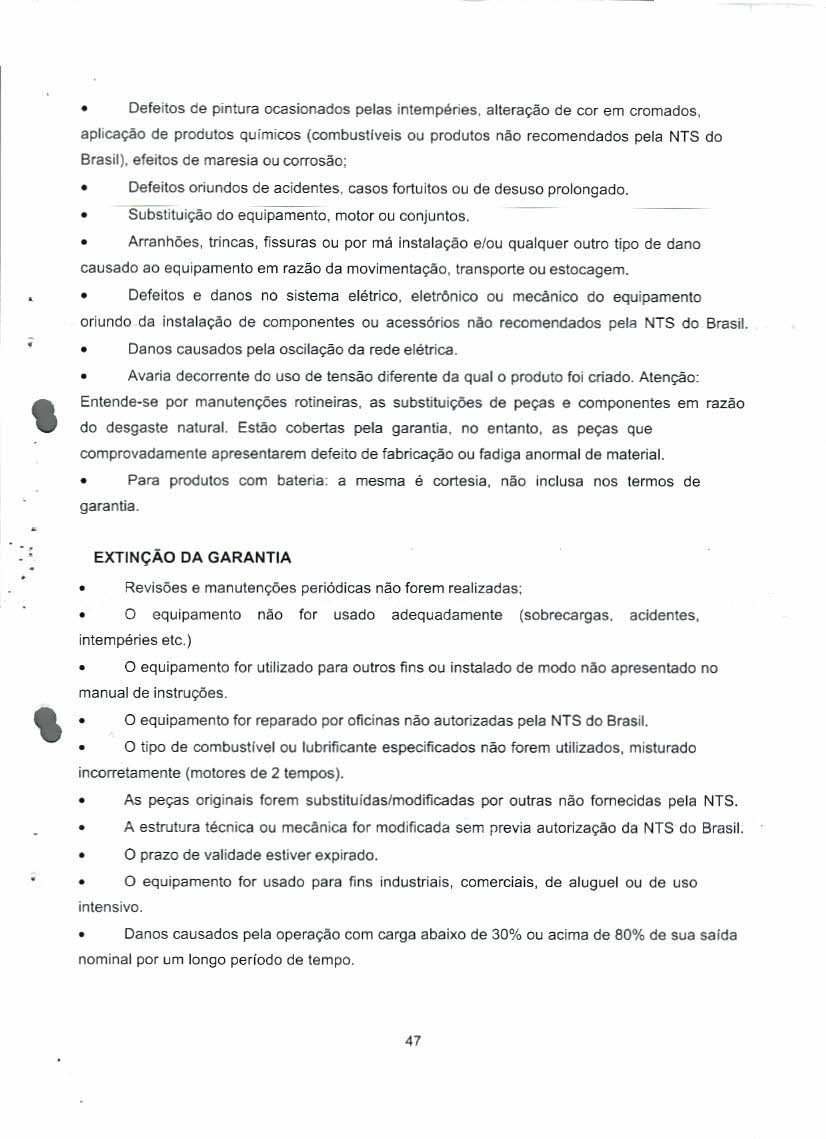 • Defeitos de pintura ocasionados pelas intempéries, alteração de cor em cromados,
aplicação de produtos químicos (combustíveis ou produtos não recomendados pela NTS do
Brasil), efeitos de maresia ou corrosão;
• Defeitos oriundos de acidentes, casos fortuitos ou de desuso prolongado.
• Substituição do equipamento, motor ou conjuntos.
• Arranhões, trincas, fissuras ou por má instalação e/ou qualquer outro tipo de dano
causado ao equipamento em razão da movimentação, transporte ou estocagem.
• Defeitos e danos no sistema elétrico, eletrônico ou mecânico do equipamento
oriundo da instalação de componentes ou acessórios não recomendados pela NTS do Brasil.
• Danos causados pela oscilação da rede elétrica.
• Avaria decorrente do uso de tensão diferente da qual o produto foi criado. Atenção:
Entende-se por manutenções rotineiras, as substituições de peças e componentes em razão
do desgaste natural. Estão cobertas pela garantia, no entanto, as peças que
comprovadamente apresentarem defeito de fabricação ou fadiga anormal de material.
• Para produtos com bateria: a mesma é cortesia, não inclusa nos termos de
garantia.
EXTINÇÃO DA GARANTIA
• Revisões e manutenções periódicas não forem realizadas;
• O equipamento não for usado adequadamente (sobrecargas, acidentes,
intempéries etc.)
• O equipamento for utilizado para outros fins ou instalado de modo não apresentado no
manual de instruções.
• O equipamento for reparado por oficinas não autorizadas pela NTS do Brasil.
• O tipo de combustível ou lubrificante especificados não forem utilizados, misturado
incorretamente (motores de 2 tempos).
• As peças originais forem substituídas/modificadas por outras não fornecidas pela NTS.
• A estrutura técnica ou mecânica for modificada sem previa autorização da NTS do Brasil.
• O prazo de validade estiver expirado.
• O equipamento for usado para fins industriais, comerciais, de aluguel ou de uso
intensivo.
• Danos causados pela operação com carga abaixo de 30% ou acima de 80% de sua saída
nominal por um longo período de tempo.
47